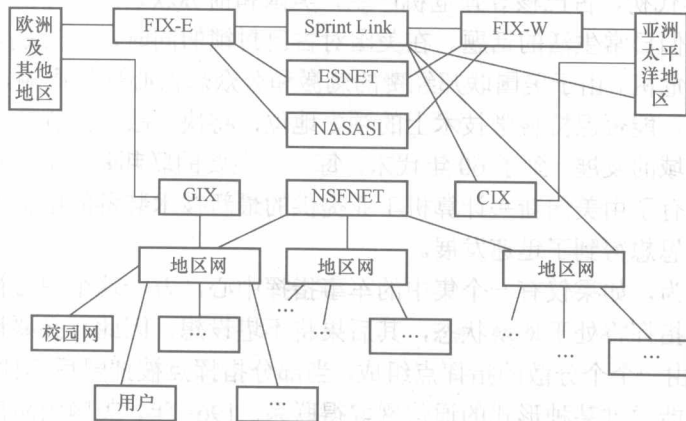 欧洲
及
其他
地区
FIX-E
Sprint Link
FIX-W
亚洲
太平
洋地
区
ESNET
NASASI
GIX
NSFNET
CIX
地区网
地区网
地区网
校园网
…
…
…
…
…
用户
…